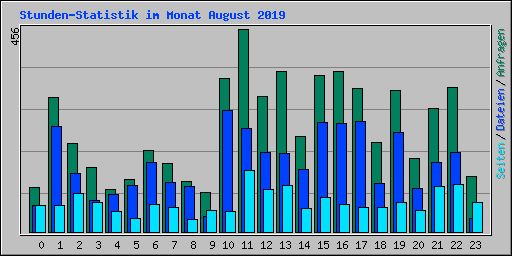 Stunden-Statistik im Monat August 2019
456
Seiten / Dateien / Anfragen
0 1 2 3 4 5 6 7 8 9 10 11 12 13 14 15 16 17 18 19 20 21 22 23